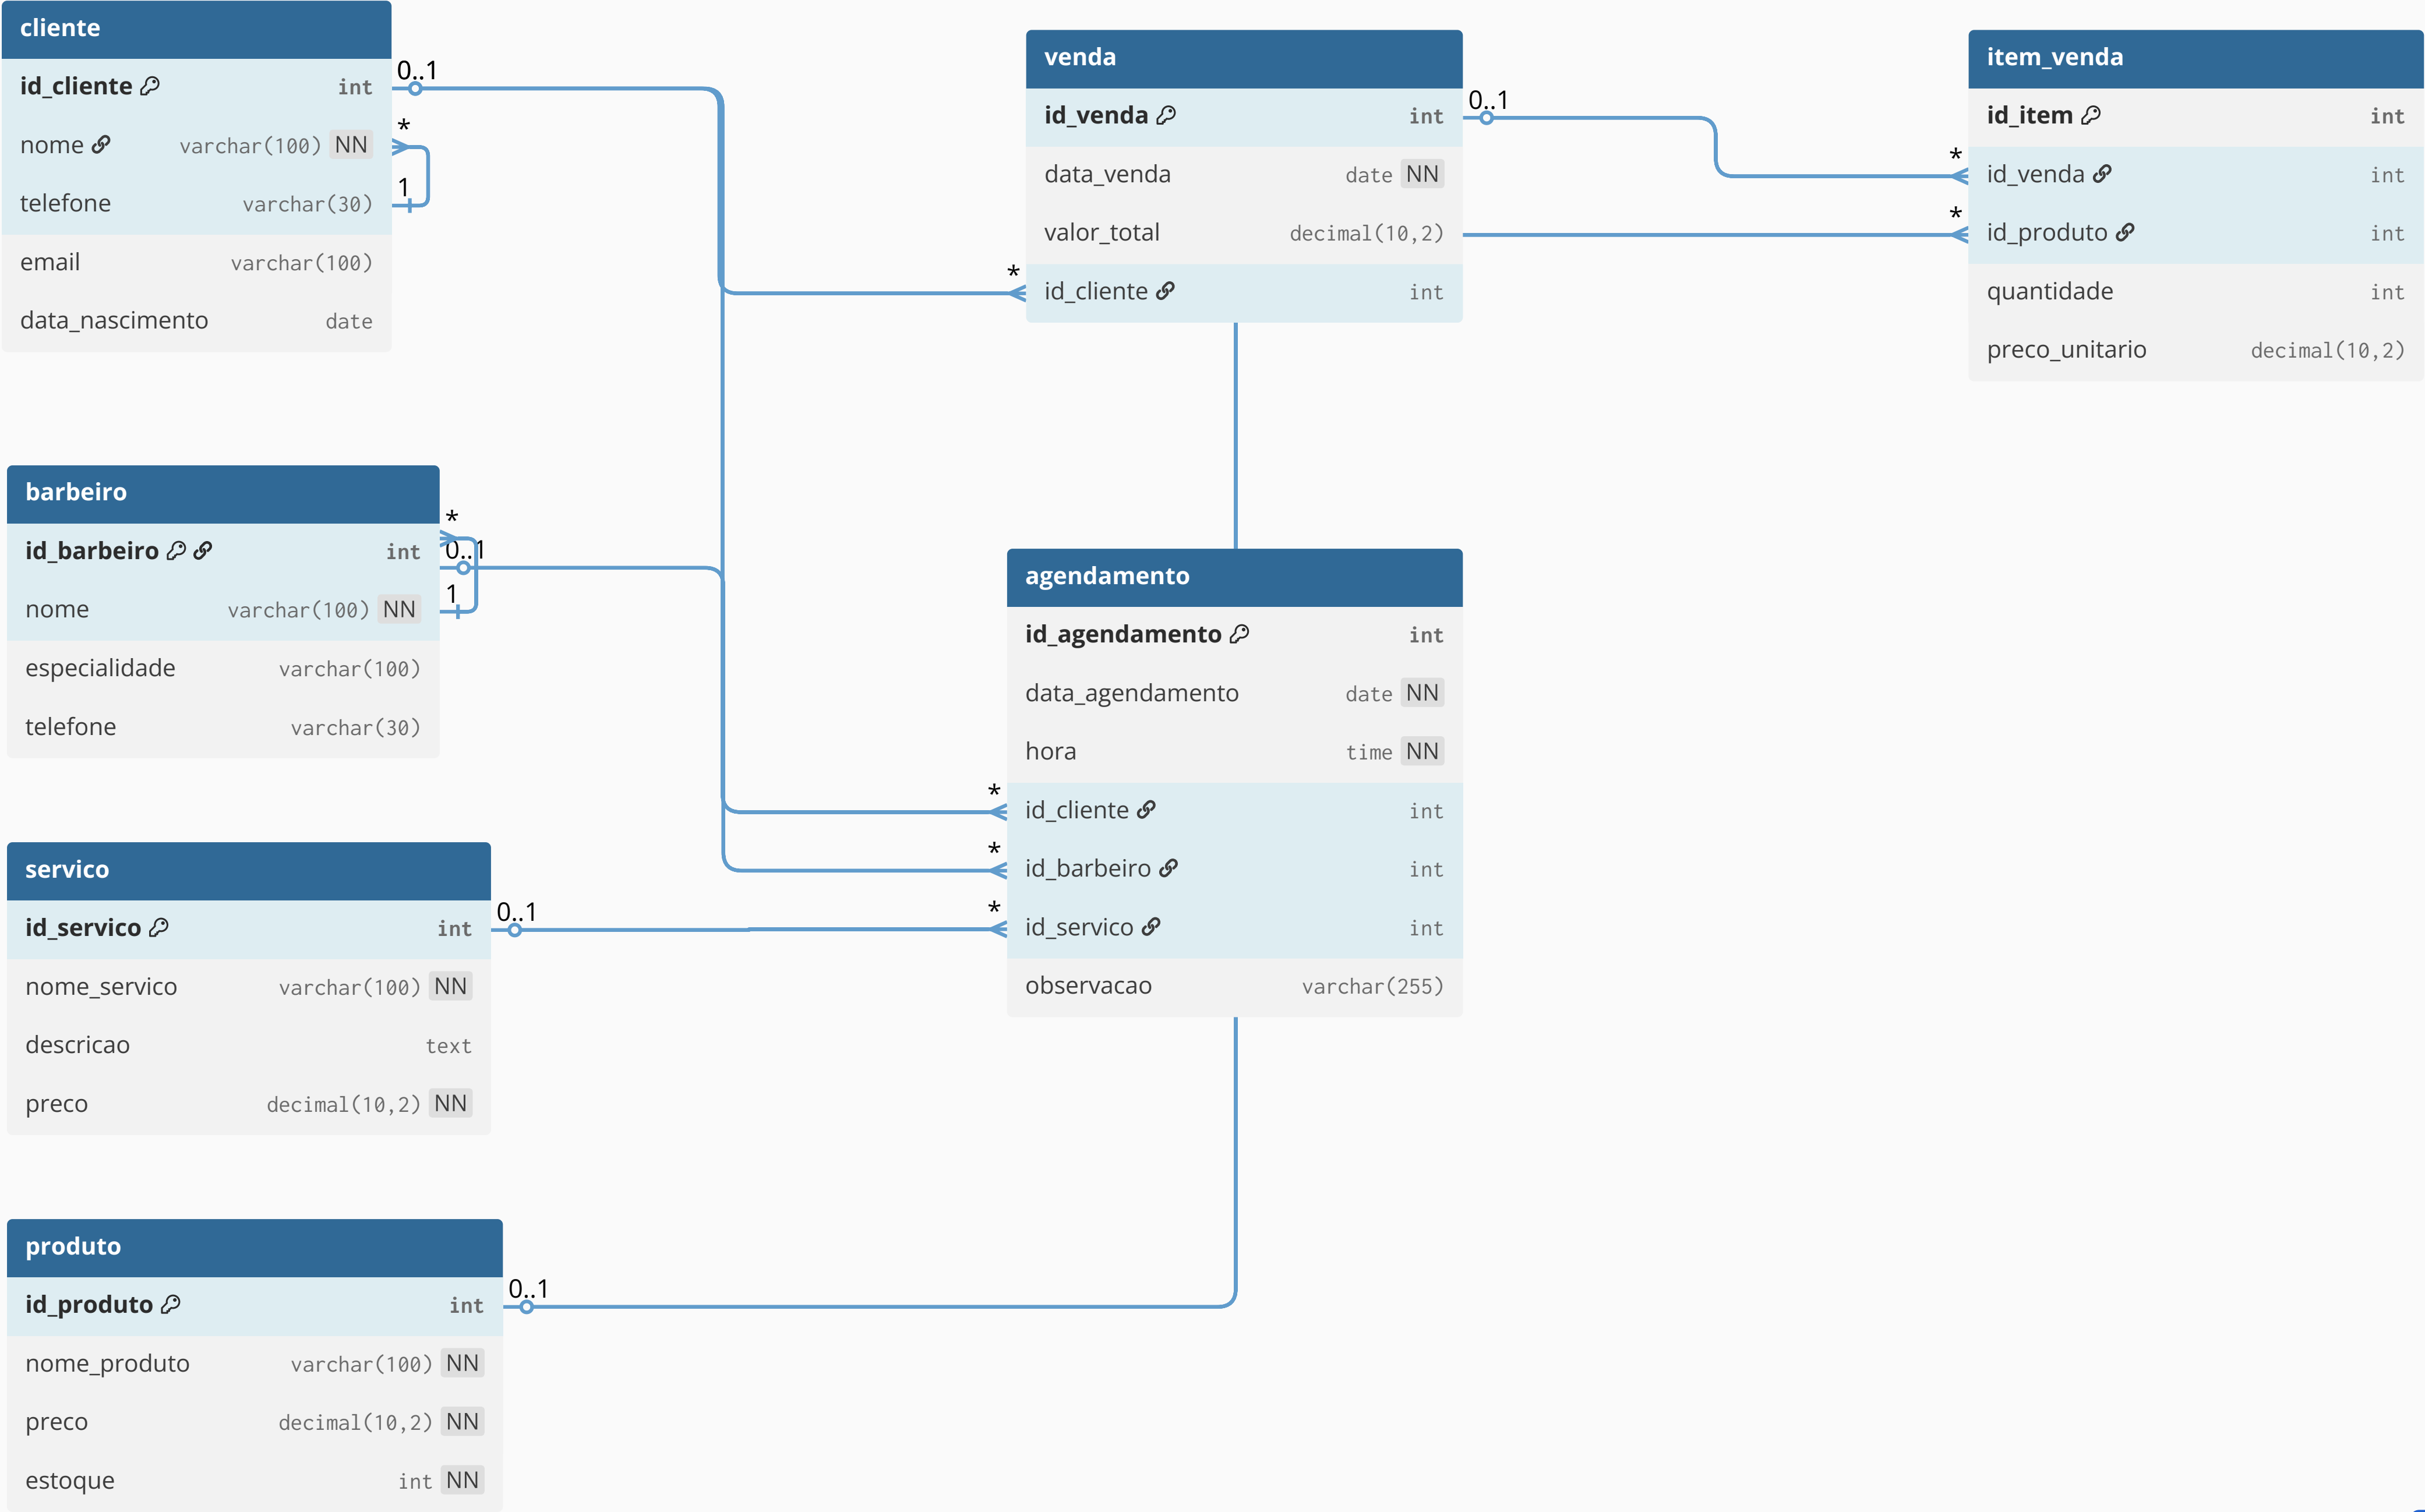 cliente
id_cliente int
nome varchar(100) NN
telefone varchar(30)
email varchar(100)
data_nascimento date
0..1
*
1
venda
id_venda int
data_venda date NN
valor_total decimal(10,2)
id_cliente int
0..1
*
item_venda
id_item int
id_venda int
id_produto int
quantidade int
preco_unitario decimal(10,2)
*
*
barbeiro
id_barbeiro int
nome varchar(100) NN
especialidade varchar(100)
telefone varchar(30)
*
0..1
1
agendamento
id_agendamento int
data_agendamento date NN
hora time NN
id_cliente int
id_barbeiro int
id_servico int
observacao varchar(255)
*
*
*
servico
id_servico int
nome_servico varchar(100) NN
descricao text
preco decimal(10,2) NN
0..1
produto
id_produto int
nome_produto varchar(100) NN
preco decimal(10,2) NN
estoque int NN
0..1